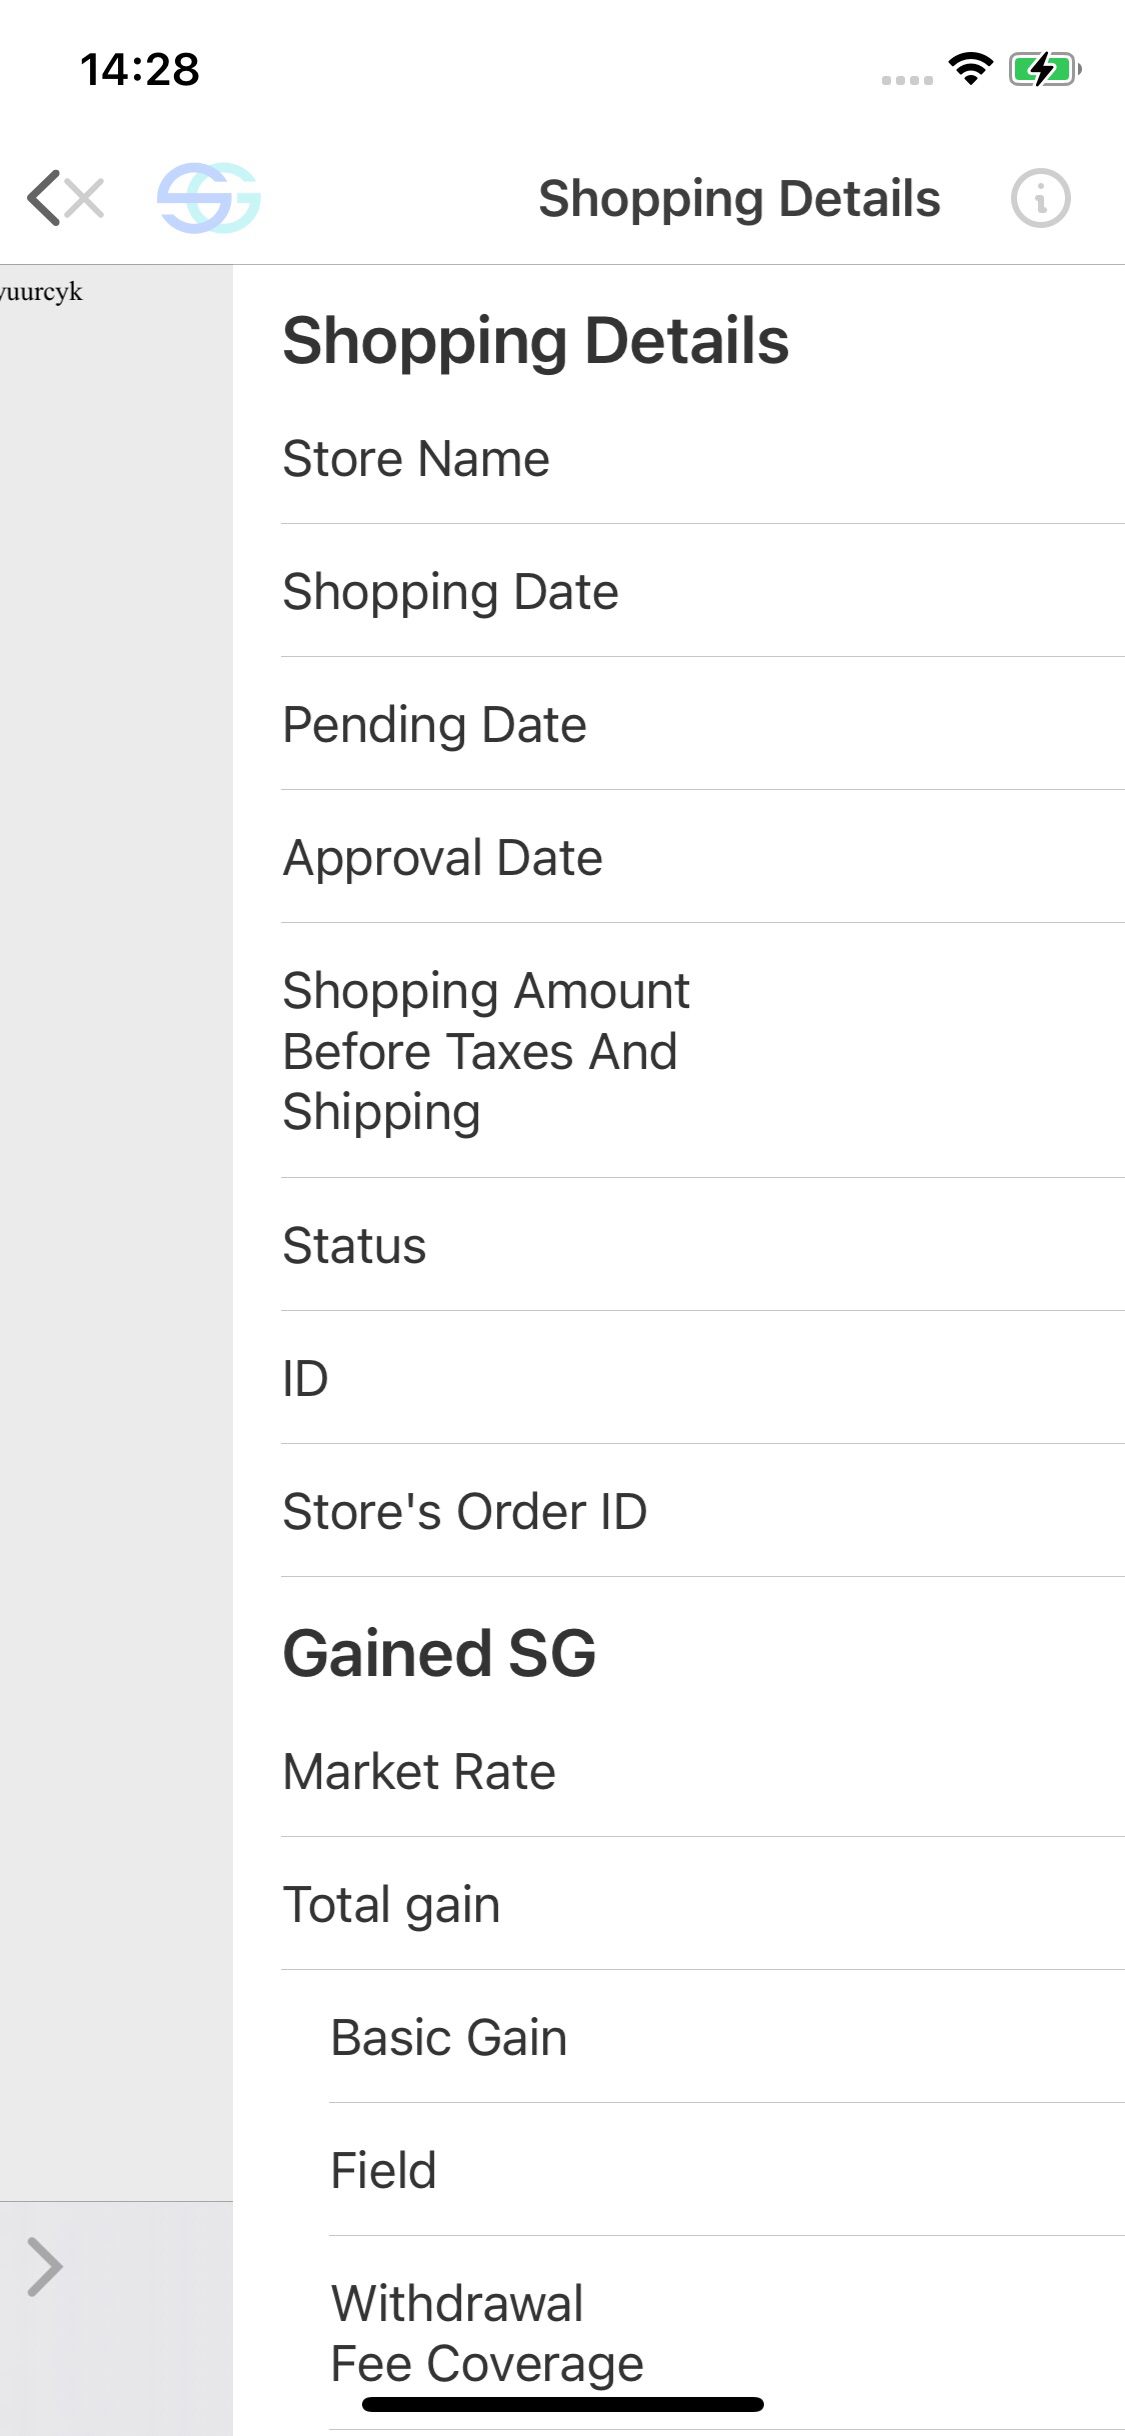 14:28
SG
Shopping Details
yuurcyk
Shopping Details
Store Name
Shopping Date
Pending Date
Approval Date
Shopping Amount
Before Taxes And
Shipping
Status
ID
Store's Order ID
Gained SG
Market Rate
Total gain
Basic Gain
Field
Withdrawal
Fee Coverage